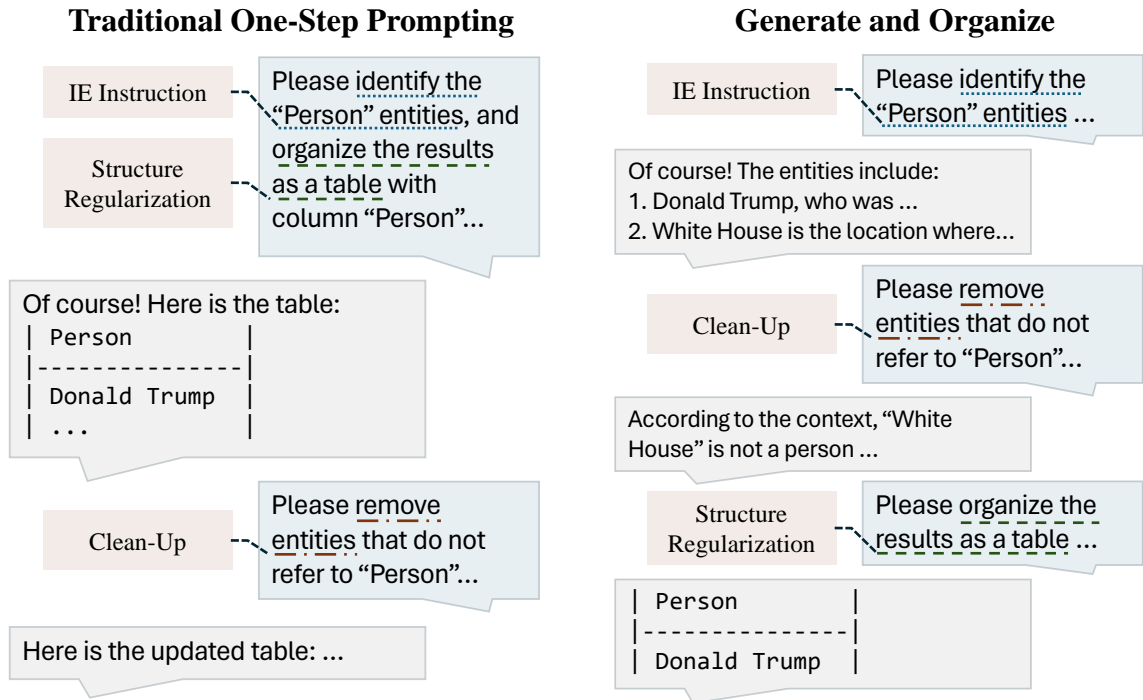 Traditional One-Step Prompting
IE Instruction
Structure
Regularization
Please identify the
“Person” entities, and
organize the results
as a table with
column “Person”...
Of course! Here is the table:
| Person |
|---------------|
| Donald Trump |
| ... |
Clean-Up
Please remove
entities that do not
refer to “Person”...
Here is the updated table: ...
Generate and Organize
IE Instruction
Please identify the
“Person” entities ...
Of course! The entities include:
1. Donald Trump, who was ...
2. White House is the location where...
Clean-Up
Please remove
entities that do not
refer to “Person”...
According to the context, “White
House” is not a person ...
Structure
Regularization
Please organize the
results as a table ...
| Person |
|---------------|
| Donald Trump |